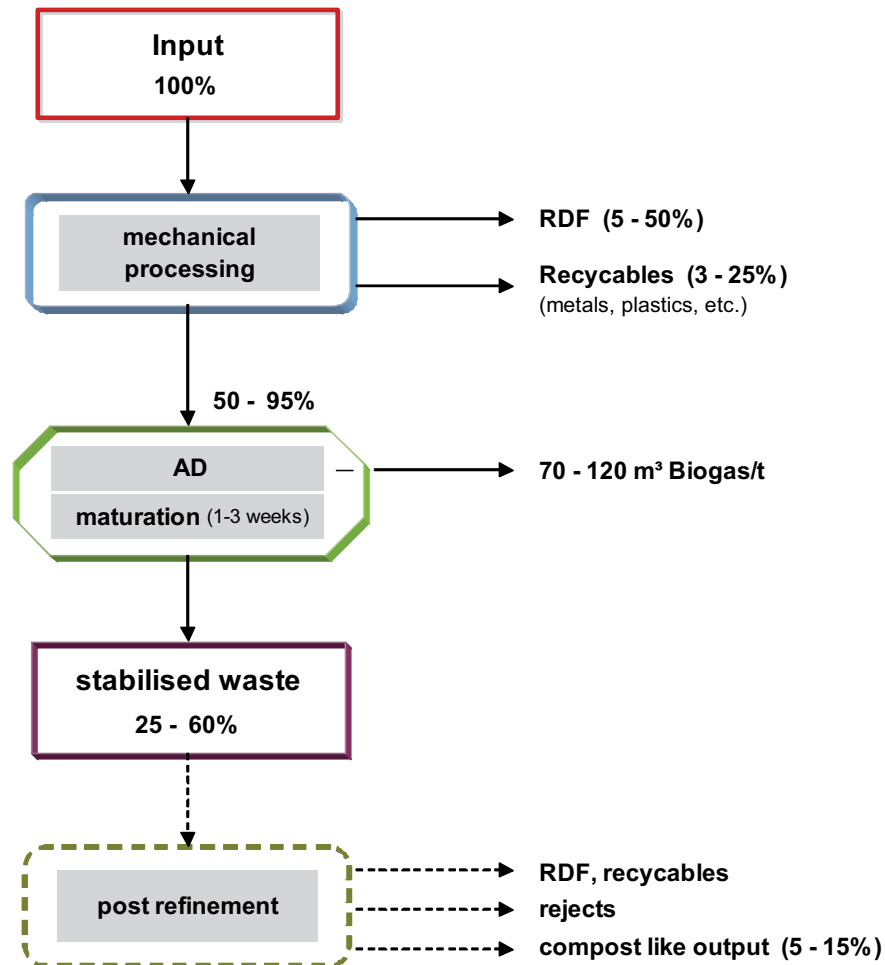 Input
100%
mechanical
processing
RDF (5 - 50%)
Recycables (3 - 25%)
(metals, plastics, etc.)
50 - 95%
AD
70 - 120 m³ Biogas/t
maturation (1-3 weeks)
stabilised waste
25 - 60%
post refinement
RDF, recycables
rejects
compost like output (5 - 15%)